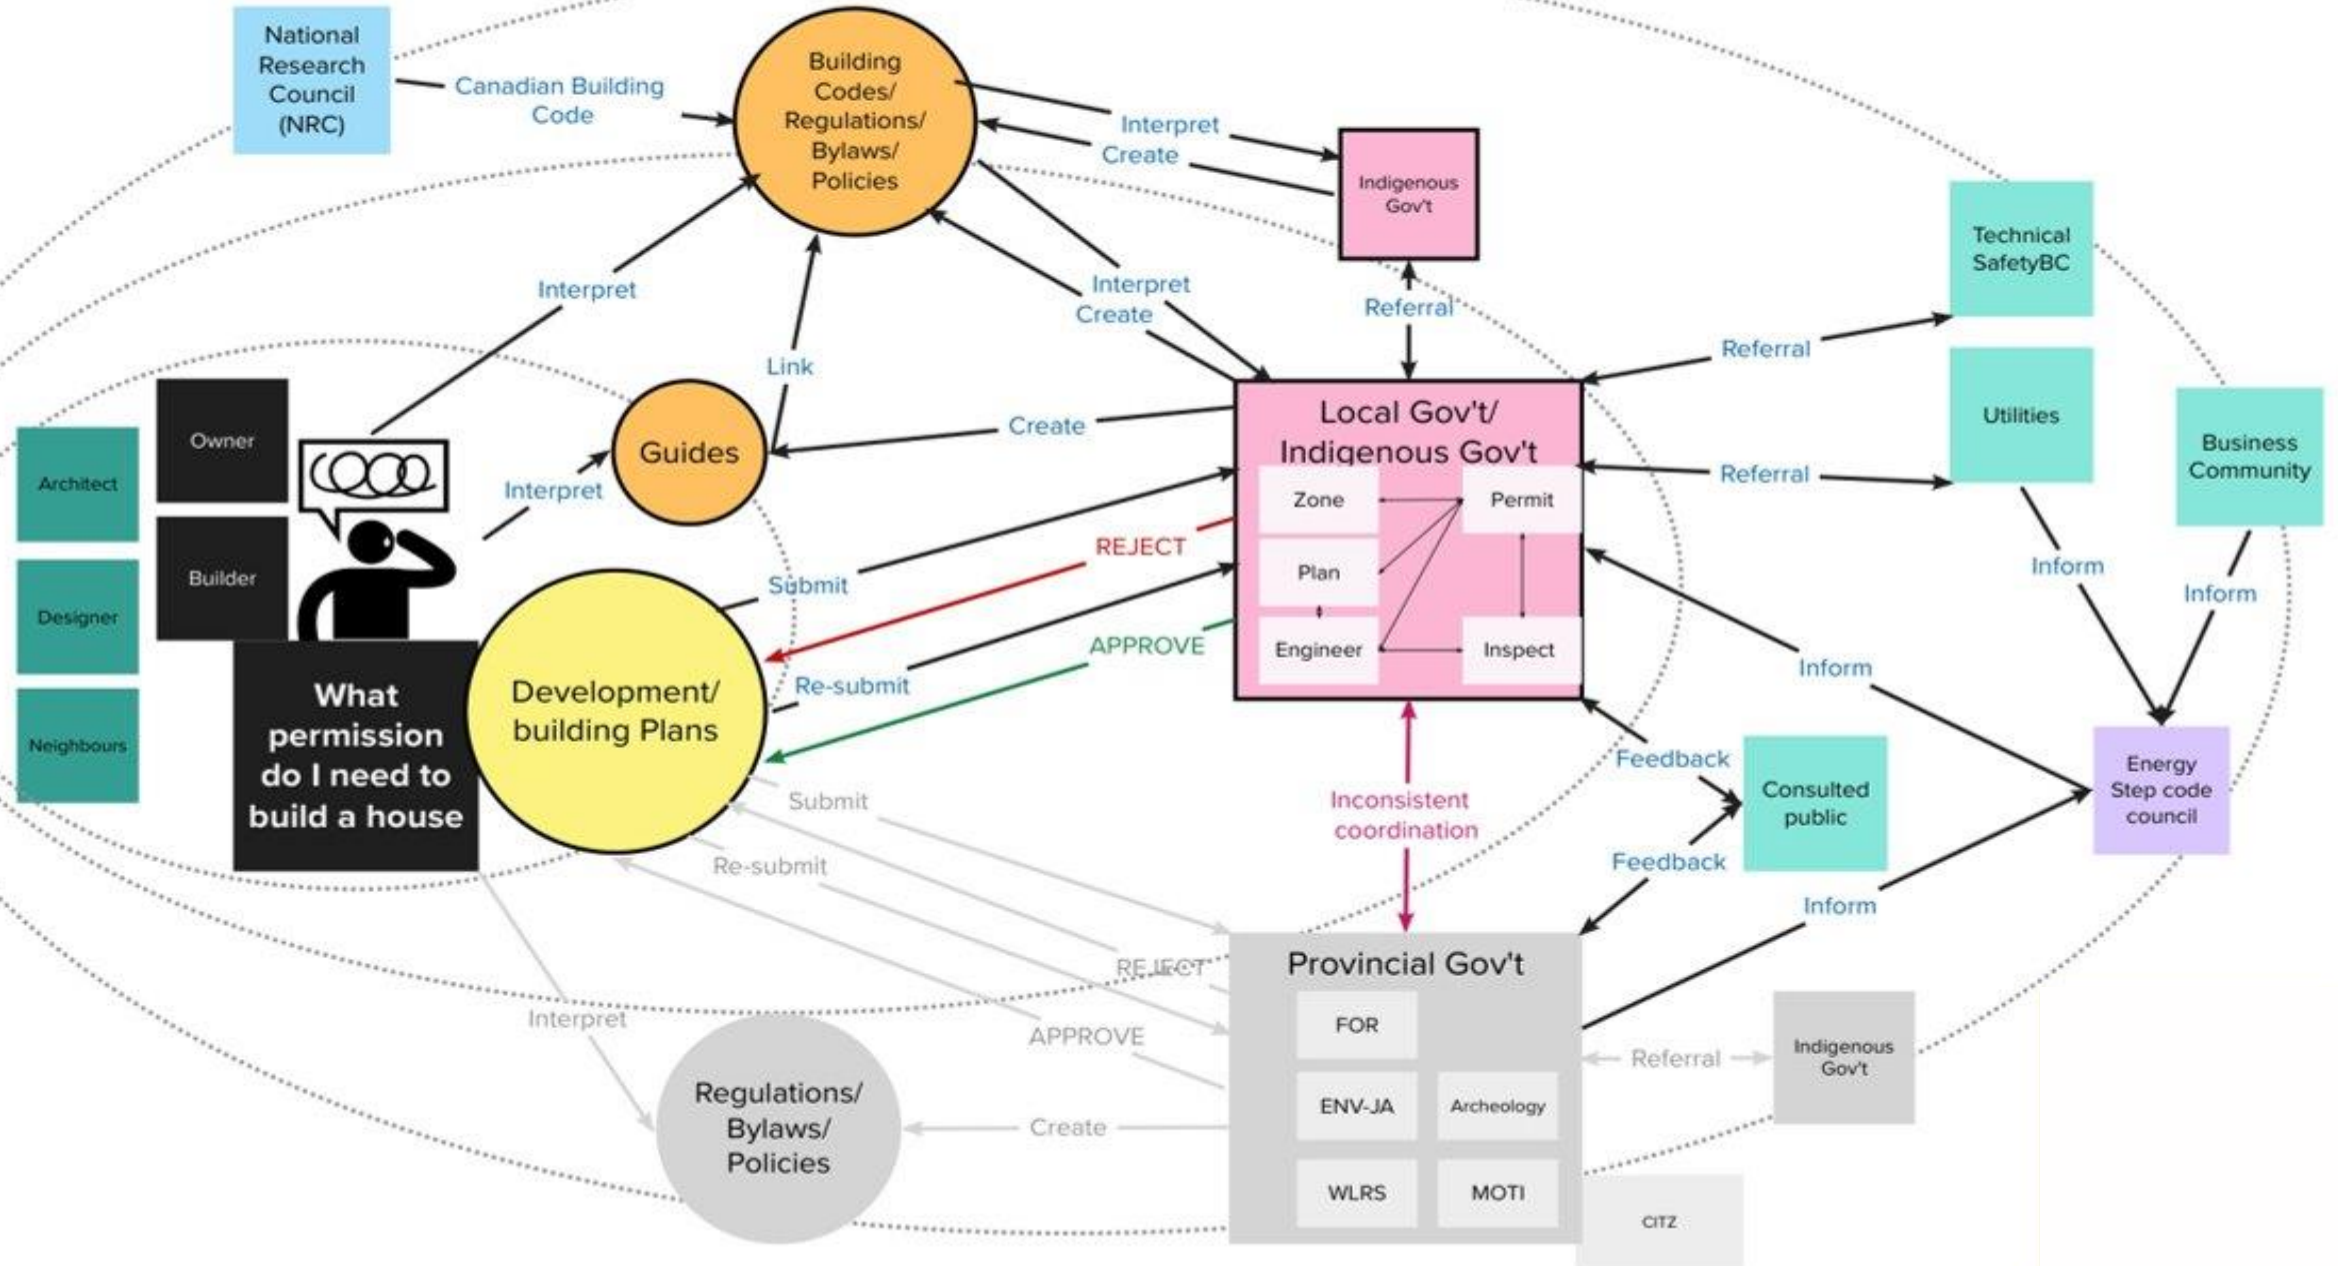 National
Research
Council
(NRC)
Canadian Building
Code
Building
Codes/
Regulations/
Bylaws/
Policies
Interpret
Create
Indigenous
Gov't
Technical
SafetyBC
Interpret
Interpret
Create
Referral
Referral
Link
Owner
Architect
Guides
Create
Local Gov't/
Indigenous Gov't
Utilities
Business
Community
Interpret
Referral
Zone
Permit
Plan
Engineer
Inspect
REJECT
Submit
Inform
Inform
Builder
Designer
APPROVE
Re-submit
Inform
What
permission
do I need to
build a house
Development/
building Plans
Neighbours
Feedback
Consulted
public
Energy
Step code
council
Submit
Inconsistent
coordination
Re-submit
Feedback
Inform
REJECT
Provincial Gov't
Interpret
APPROVE
FOR
Referral
Indigenous
Gov't
Regulations/
Bylaws/
Policies
Create
ENV-JA
Archeology
WLRS
MOTI
CITZ